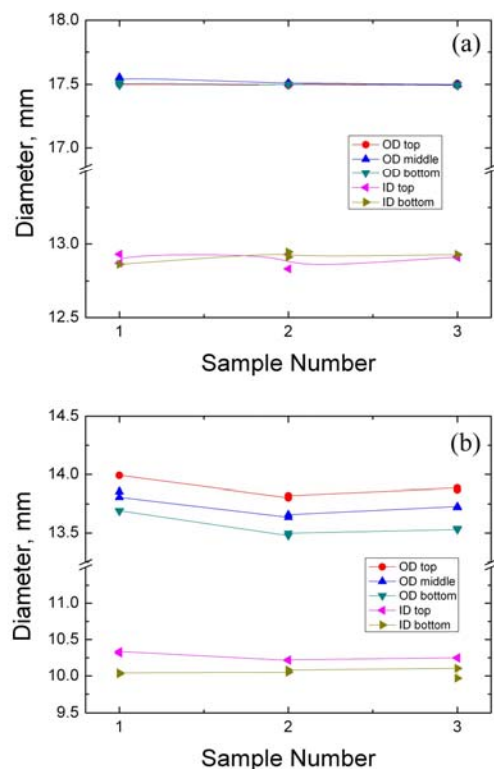 18.0
(a)
17.5
17.0
13.0
12.5
Diameter, mm
OD top
OD middle
OD bottom
ID top
ID bottom
1
2
3
Sample Number
14.5
(b)
14.0
13.5
11.0
10.5
10.0
9.5
Diameter, mm
OD top
OD middle
OD bottom
ID top
ID bottom
1
2
3
Sample Number